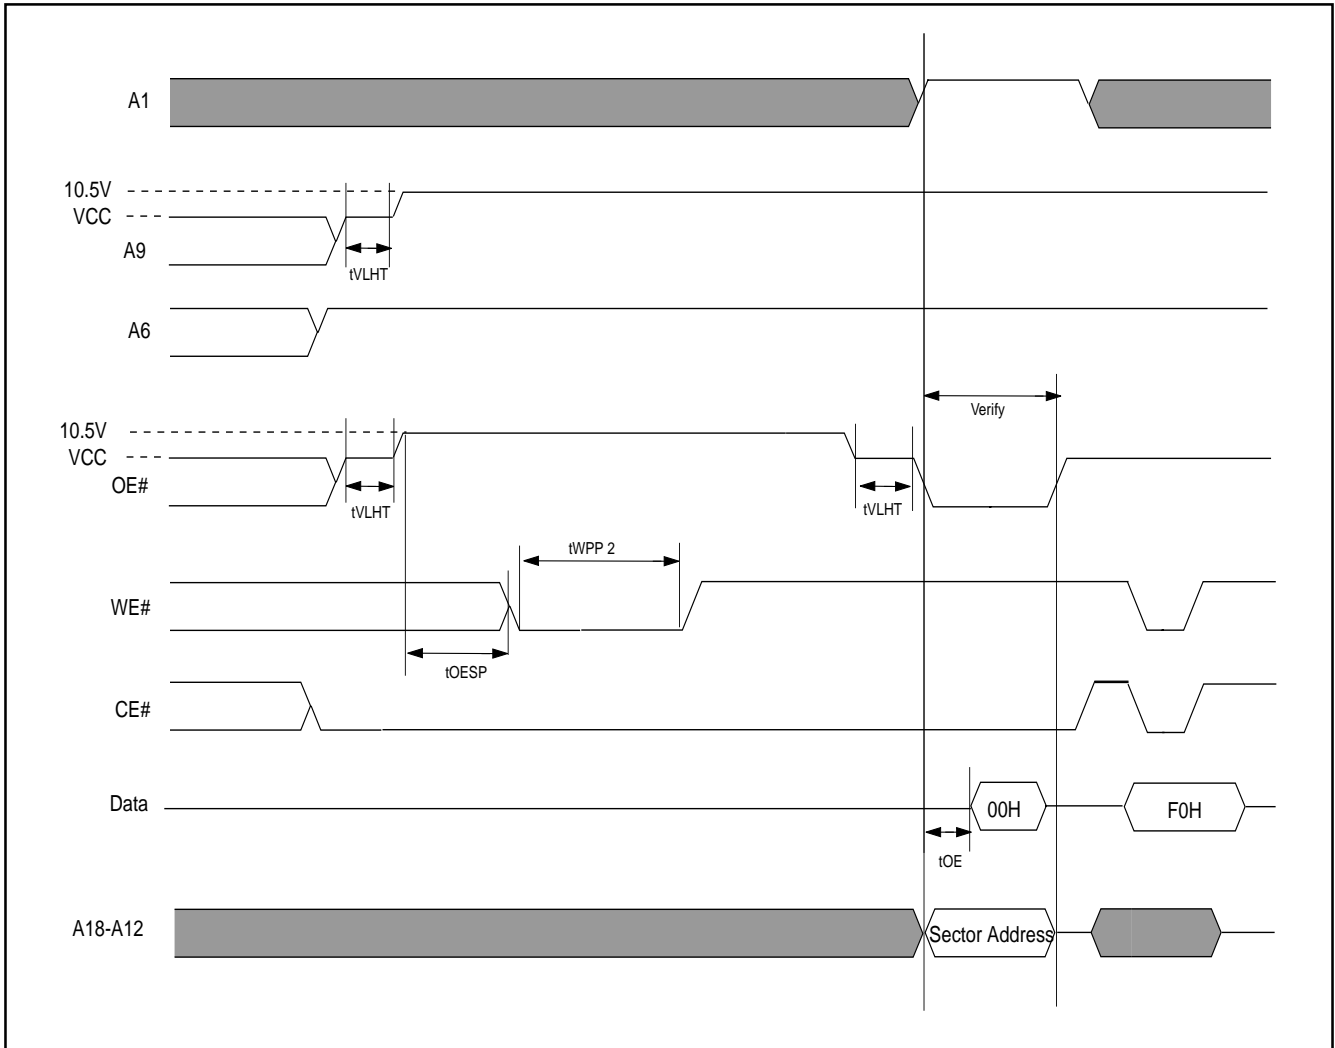 A1
10.5V
VCC
A9
tVLHT
A6
Verify
10.5V
VCC
OE#
tVLHT
tVLHT
tWPP 2
WE#
tOESP
CE#
Data
00H
F0H
tOE
A18-A12
Sector Address